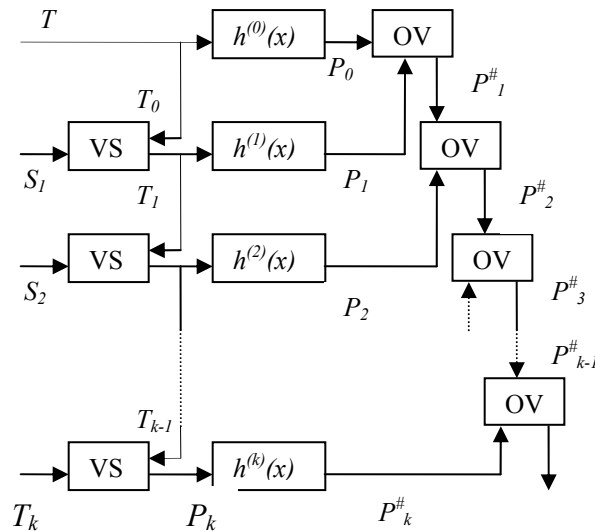 T
h^{(0)}(x)
OV
P_0
P^#_1
T_0
VS
h^{(1)}(x)
OV
S_1
T_1
P_1
P^#_2
VS
h^{(2)}(x)
OV
S_2
P_2
P^#_3
P^#_{k-1}
OV
T_{k-1}
VS
h^{(k)}(x)
T_k
P_k
P^#_k